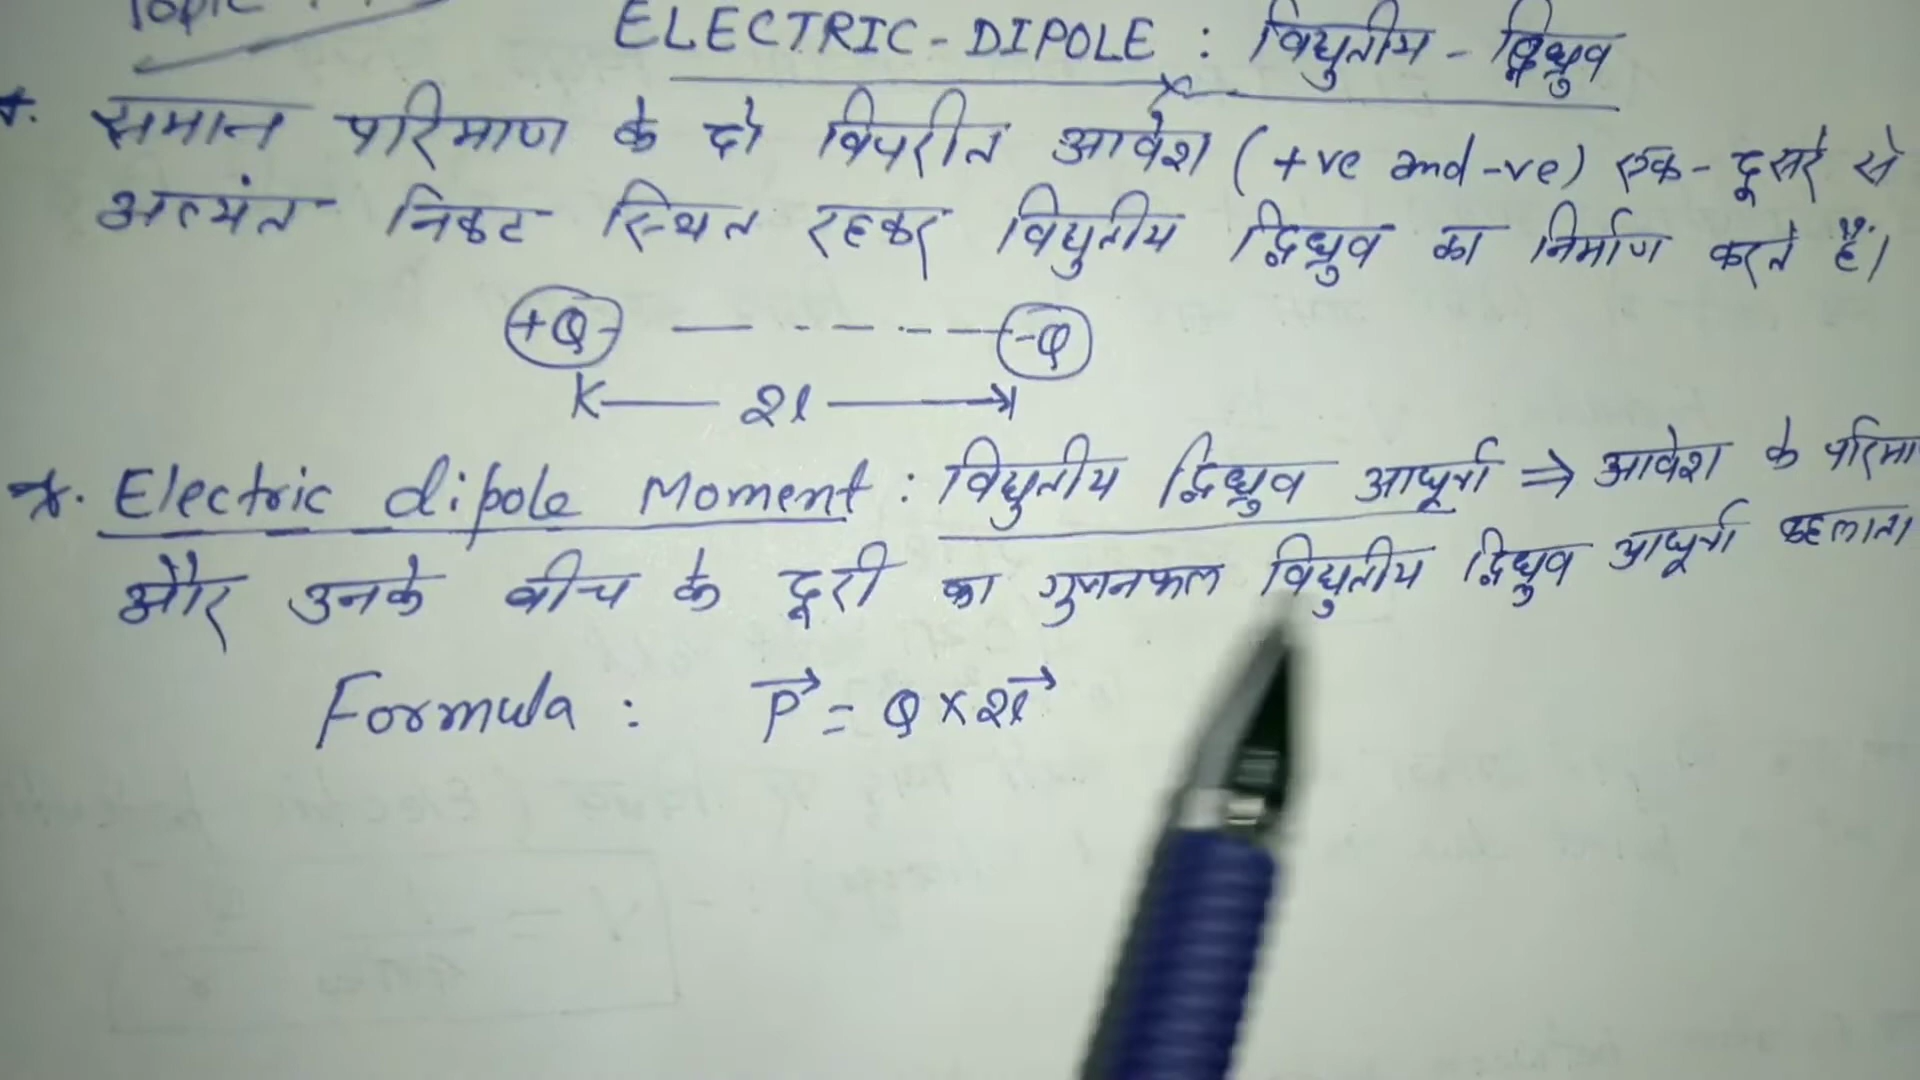 Topic :
ELECTRIC-DIPOLE : विद्युतीय - द्विध्रुव
*. समान परिमाण के दो विपरीत आवेश (+ve and -ve) एक-दूसरे से
अत्यंत निकट स्थित रहकर विद्युतीय द्विध्रुव का निर्माण करते हैं।
+Q -Q
2l
*. Electric dipole Moment : विद्युतीय द्विध्रुव आघूर्ण ⇒ आवेश के परिमा
और उनके बीच के दूरी का गुणनफल विद्युतीय द्विध्रुव आघूर्ण कहलाता
Formula : P⃗ = Q × 2l⃗